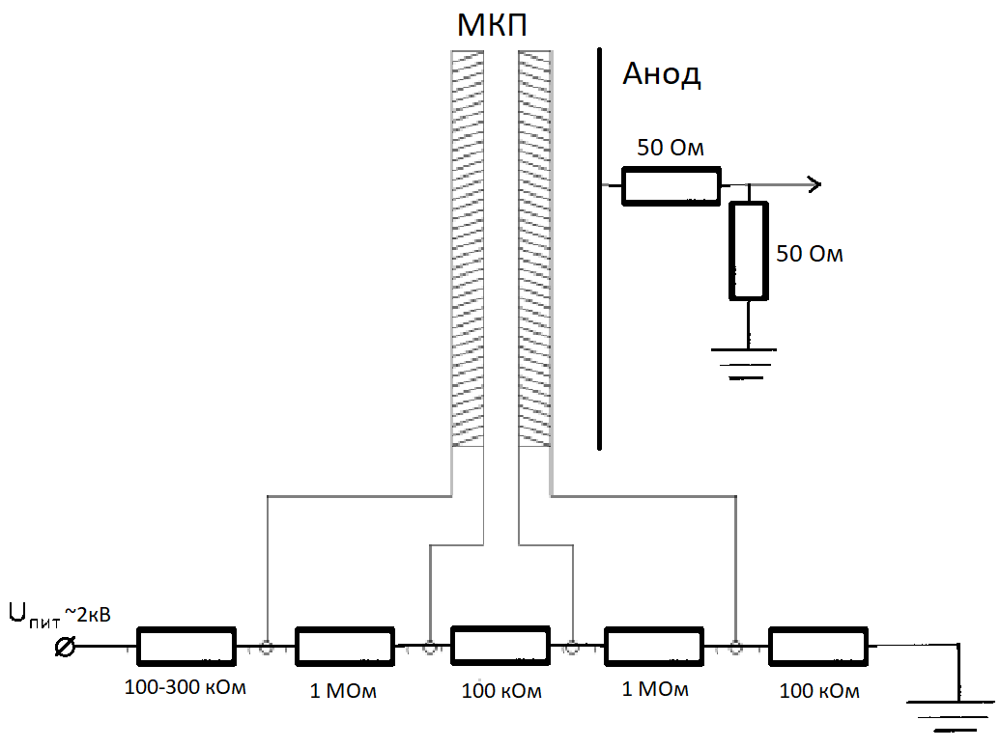 МКП
Анод
50 Ом
50 Ом
Uпит ~2кВ
100-300 кОм
1 МОм
100 кОм
1 МОм
100 кОм